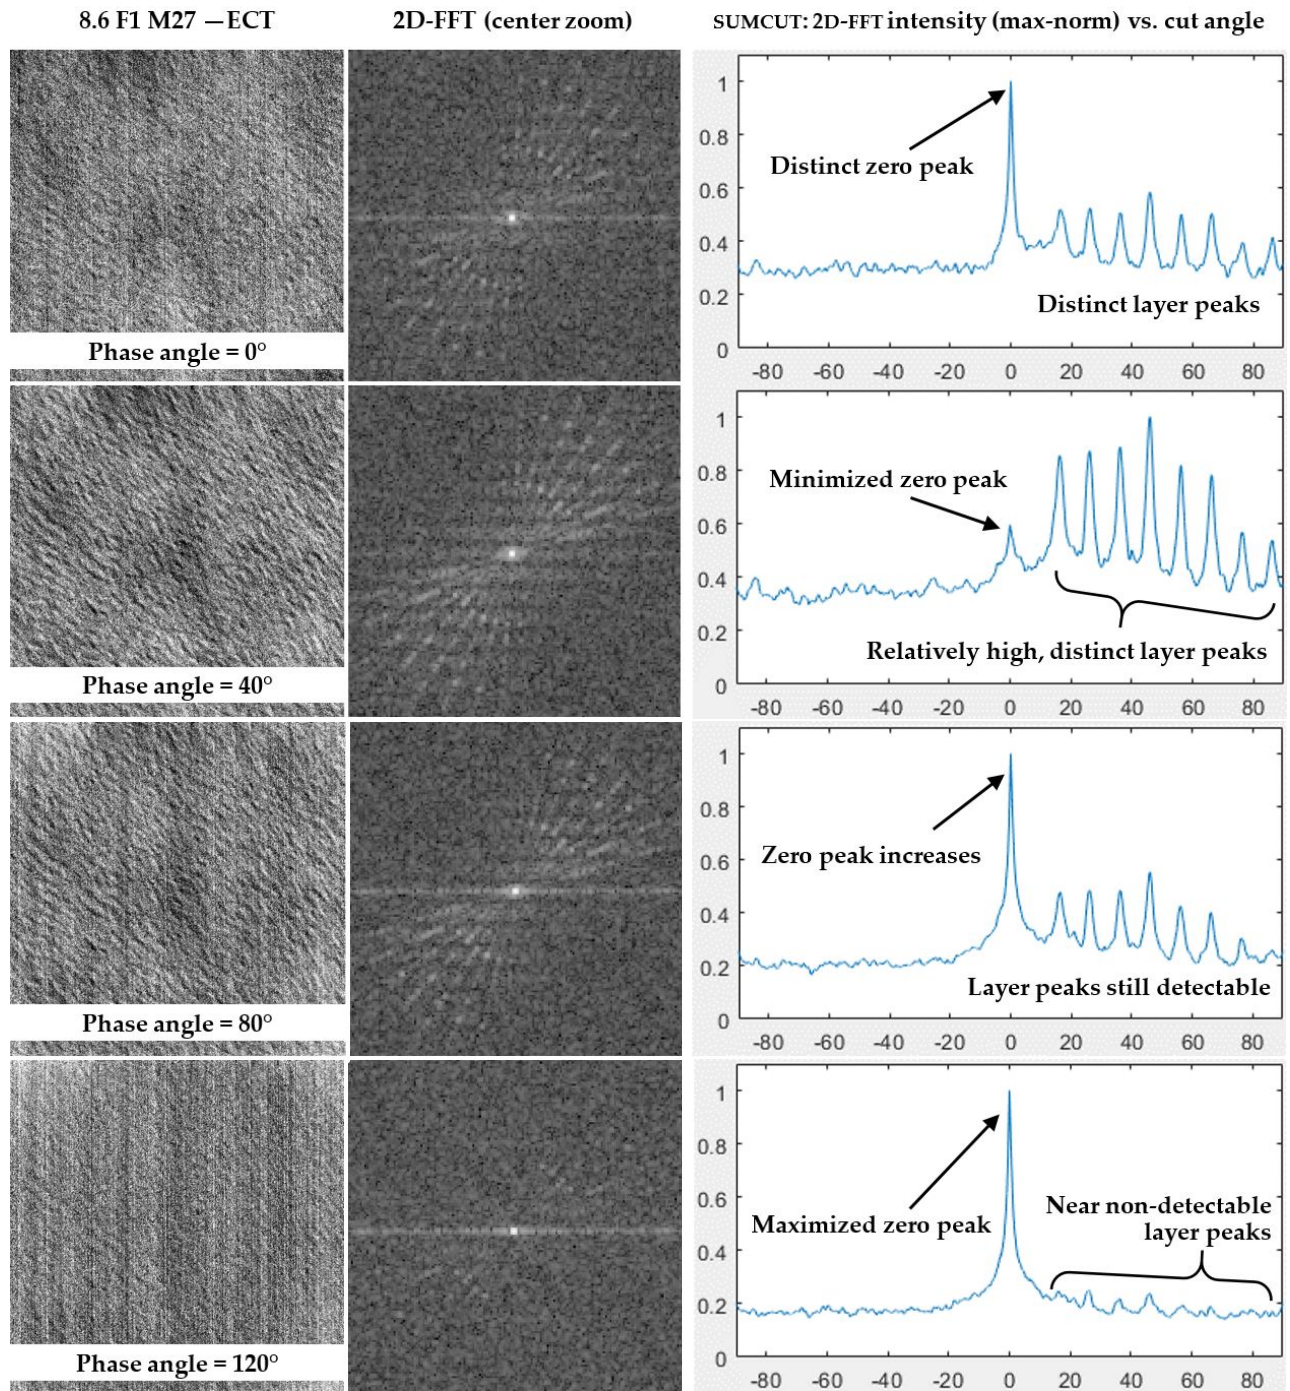 8.6 F1 M27 —ECT
2D-FFT (center zoom)
SUMCUT: 2D-FFT intensity (max-norm) vs. cut angle
Phase angle = 0°
1
0.8
0.6
0.4
0.2
0
Distinct zero peak
Distinct layer peaks
-80 -60 -40 -20 0 20 40 60 80
Phase angle = 40°
1
0.8
0.6
0.4
0.2
0
Minimized zero peak
Relatively high, distinct layer peaks
-80 -60 -40 -20 0 20 40 60 80
Phase angle = 80°
1
0.8
0.6
0.4
0.2
0
Zero peak increases
Layer peaks still detectable
-80 -60 -40 -20 0 20 40 60 80
Phase angle = 120°
1
0.8
0.6
0.4
0.2
0
Maximized zero peak
Near non-detectable
layer peaks
-80 -60 -40 -20 0 20 40 60 80